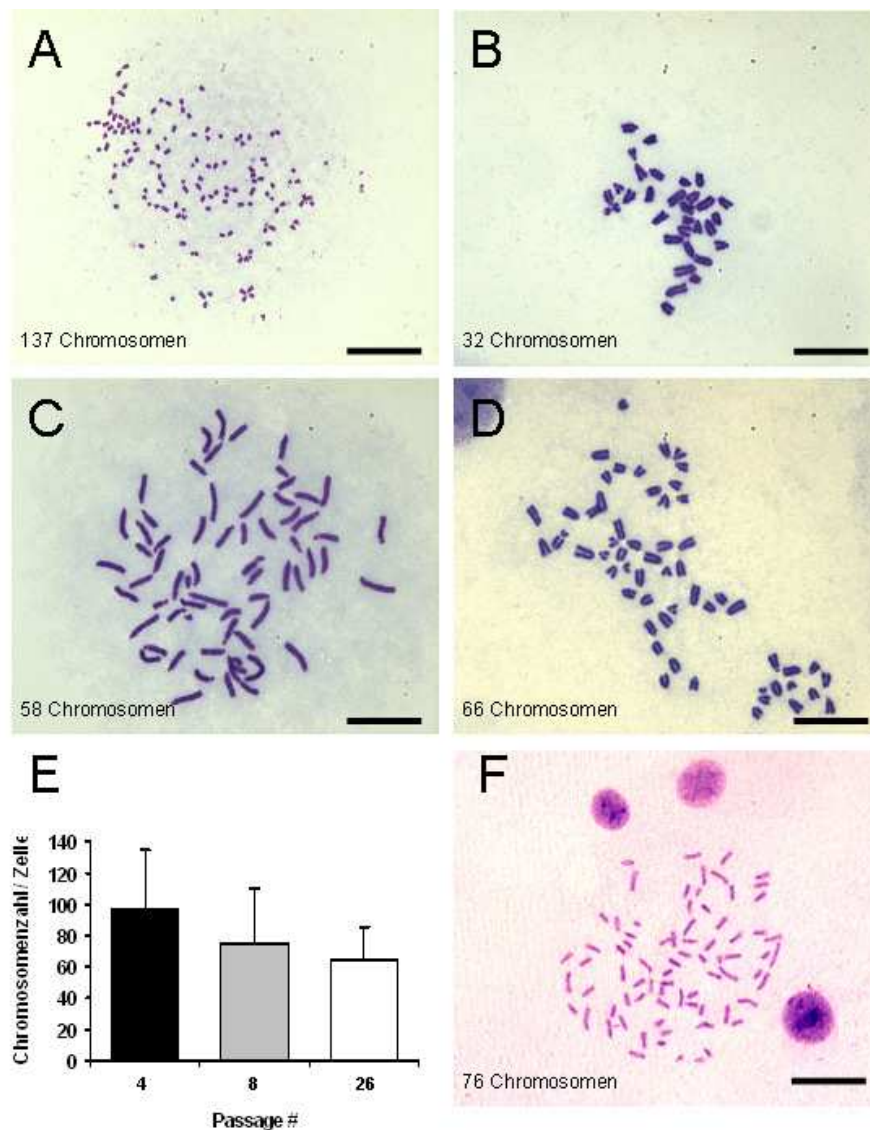 A
137 Chromosomen
B
32 Chromosomen
C
58 Chromosomen
D
66 Chromosomen
E
Chromosomenzahl/ Zelle
140
120
100
80
60
40
20
0
4 8 26
Passage #
F
76 Chromosomen